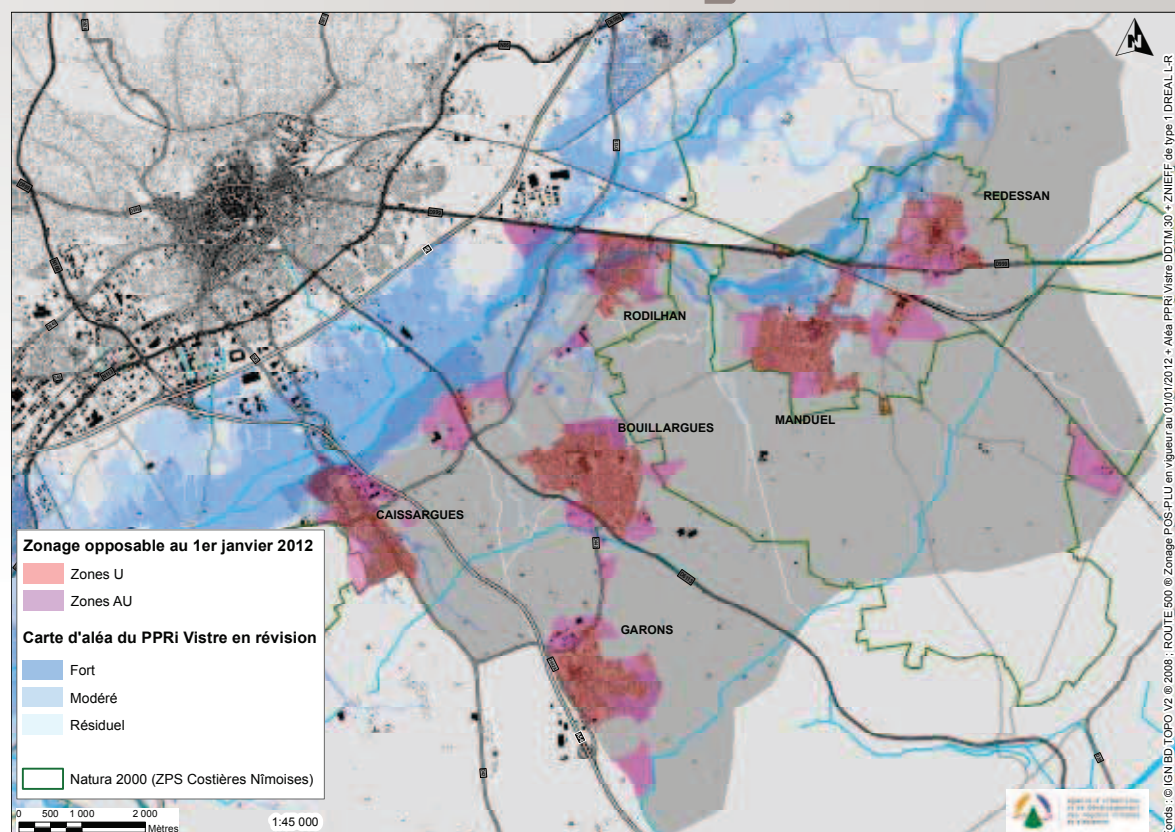 N
REDESSAN
RODILHAN
MANDUEL
BOUILLARGUES
CAISSARGUES
GARONS
Zonage opposable au 1er janvier 2012
Zones U
Zones AU
Carte d'aléa du PPRi Vistre en révision
Fort
Modéré
Résiduel
Natura 2000 (ZPS Costières Nîmoises)
0 500 1 000 2 000
Mètres
1:45 000
onds : © IGN BD_TOPO V2 ® 2008 ; ROUTE 500 ® Zonage POS-PLU en vigueur au 01/01/2012 + Aléa PPRi Vistre DDTM 30 + ZNIEFF de type 1 DREAL L-R